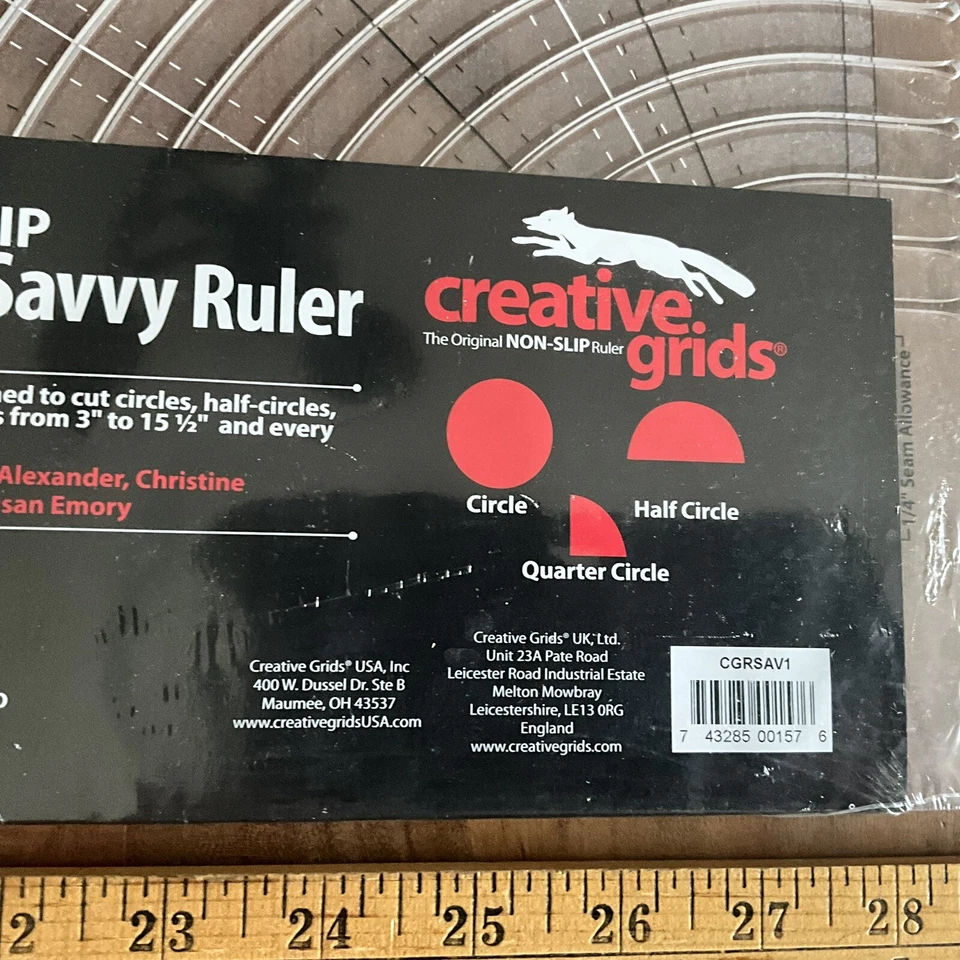 IP
Savvy Ruler
ned to cut circles, half-circles,
s from 3" to 15 ½" and every
Alexander, Christine
san Emory
creative
grids®
The Original NON-SLIP Ruler
Circle
Half Circle
Quarter Circle
Creative Grids® USA, Inc
400 W. Dussel Dr. Ste B
Maumee, OH 43537
www.creativegridsUSA.com
Creative Grids® UK, Ltd.
Unit 23A Pate Road
Leicester Road Industrial Estate
Melton Mowbray
Leicestershire, LE13 0RG
England
www.creativegrids.com
CGRSAV1
7 43285 00157 6
1/4" Seam Allowance
2 23 24 25 26 27 28